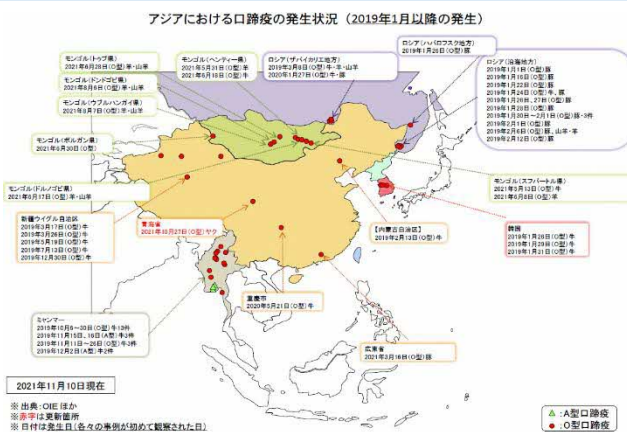 アジアにおける口蹄疫の発生状況（2019年1月以降の発生）
モンゴル（トップ県）
2021年6月28日（O型）羊・山羊
モンゴル（ドンドゴビ県）
2021年8月6日（O型）羊・山羊
モンゴル（ウブルハンガイ県）
2021年8月7日（O型）羊・山羊
モンゴル（ボルガン県）
2021年6月30日（O型）
モンゴル（ドルノゴビ県）
2021年8月17日（O型）羊・山羊
モンゴル（ヘンティー県）
2021年5月31日（O型）羊
2021年6月10日（O型）牛
ロシア（ザバイカリエ地方）
2019年2月8日（O型）牛・羊・山羊
2020年1月27日（O型）牛・豚
ロシア（ハバロフスク地方）
2019年1月25日（O型）豚
ロシア（沿海地方）
2019年1月1日（O型）豚
2019年1月16日（O型）豚
2019年1月22日（O型）豚
2019年1月24日（O型）牛、豚
2019年1月26日、27日（O型）豚
2019年1月28日（O型）豚
2019年1月30日～2月1日（O型）豚・3件
2019年2月1日（O型）豚
2019年2月6日（O型）豚、山羊・羊
2019年2月12日（O型）豚
モンゴル（スフバートル県）
2021年5月13日（O型）牛
2021年6月8日（O型）羊
新疆ウイグル自治区
2019年3月17日（O型）牛
2019年3月26日（O型）牛
2019年5月19日（O型）牛
2019年7月13日（O型）牛
2019年12月30日（O型）牛
青海省
2021年10月27日（O型）ヤク
【内蒙古自治区】
2019年2月13日（O型）牛
韓国
2019年1月28日（O型）牛
2019年1月29日（O型）牛
2019年1月31日（O型）牛
ミャンマー
2019年10月6～30日（O型）牛13件
2019年11月15日、16日（A型）牛3件
2019年11月11日～26日（O型）牛3件
2019年12月2日（A型）牛2件
重慶市
2020年5月21日（O型）牛
広東省
2021年3月16日（O型）豚
2021年11月10日現在
※ 出典：OIE ほか
※赤字は更新箇所
※ 日付は発生日（各々の事例が初めて観察された日）
△：A型口蹄疫
●：O型口蹄疫